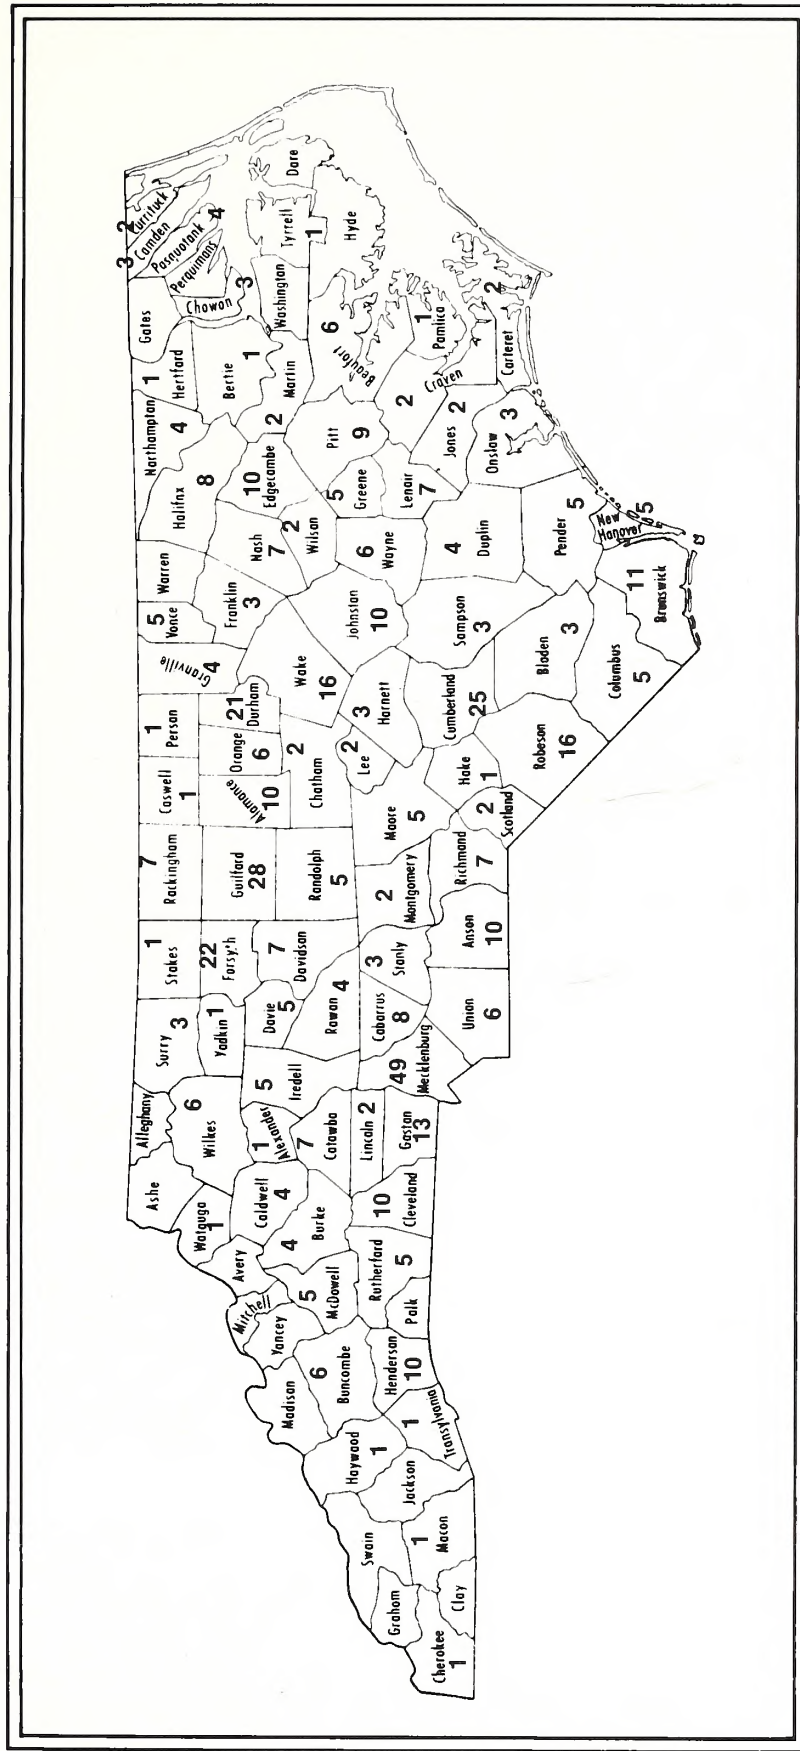 Cherokee
1
Graham
Clay
Swain
Macon
1
Jackson
Haywood
1
Transylvania
1
Madison
Buncombe
6
Henderson
10
Yancey
Mitchell
Avery
McDowell
5
Polk
Rutherford
5
Burke
4
Cleveland
10
Watauga
1
Caldwell
4
Ashe
Alleghany
Wilkes
6
Alexander
1
Catawba
7
Lincoln 2
Gaston
13
Iredell
5
Mecklenburg
49
Surry
3
Yadkin
1
Davie
5
Rowan 4
Cabarrus
8
Union
6
Stokes
1
Forsyth
22
Davidson
7
Stanly
3
Anson
10
Rockingham
7
Guilford
28
Randolph
5
Montgomery
2
Richmond
7
Caswell
1
Alamance
10
Orange
6
Chatham
2
Moore
5
Scotland
2
Hoke
1
Person
1
Durham
21
Lee
2
Harnett
3
Cumberland
25
Robeson
16
Granville
4
Wake
16
Vance
5
Warren
Franklin
3
Johnston
10
Sampson
3
Bladen
3
Columbus
5
Brunswick
11
New
Hanover
5
Pender
5
Duplin
4
Wayne
6
Wilson
2
Nash
7
Halifax
8
Northampton
4
Edgecombe
10
Greene
5
Lenoir
7
Pitt
9
Jones
2
Onslow
3
Craven
2
Carteret
2
Pamlico
1
Beaufort
6
Martin
2
Bertie
1
Hertford
1
Gates
Chowan
3
Washington
Perquimans
Pasquotank
4
Camden
3
Currituck
2
Tyrrell
1
Hyde
Dare